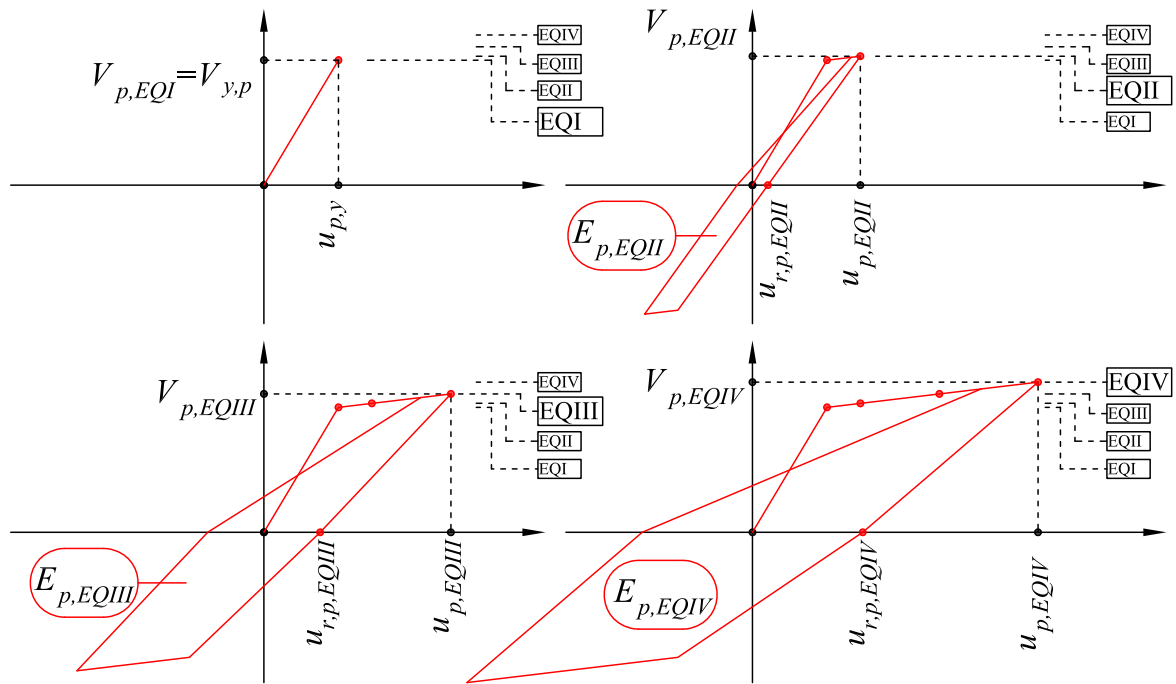 V p,EQI=V y,p
EQIV
EQIII
EQII
EQI
u p,y
V p,EQII
EQIV
EQIII
EQII
EQI
E p,EQII
u r,p,EQII
u p,EQII
V p,EQIII
EQIV
EQIII
EQII
EQI
E p,EQIII
u r,p,EQIII
u p,EQIII
V p,EQIV
EQIV
EQIII
EQII
EQI
E p,EQIV
u r,p,EQIV
u p,EQIV